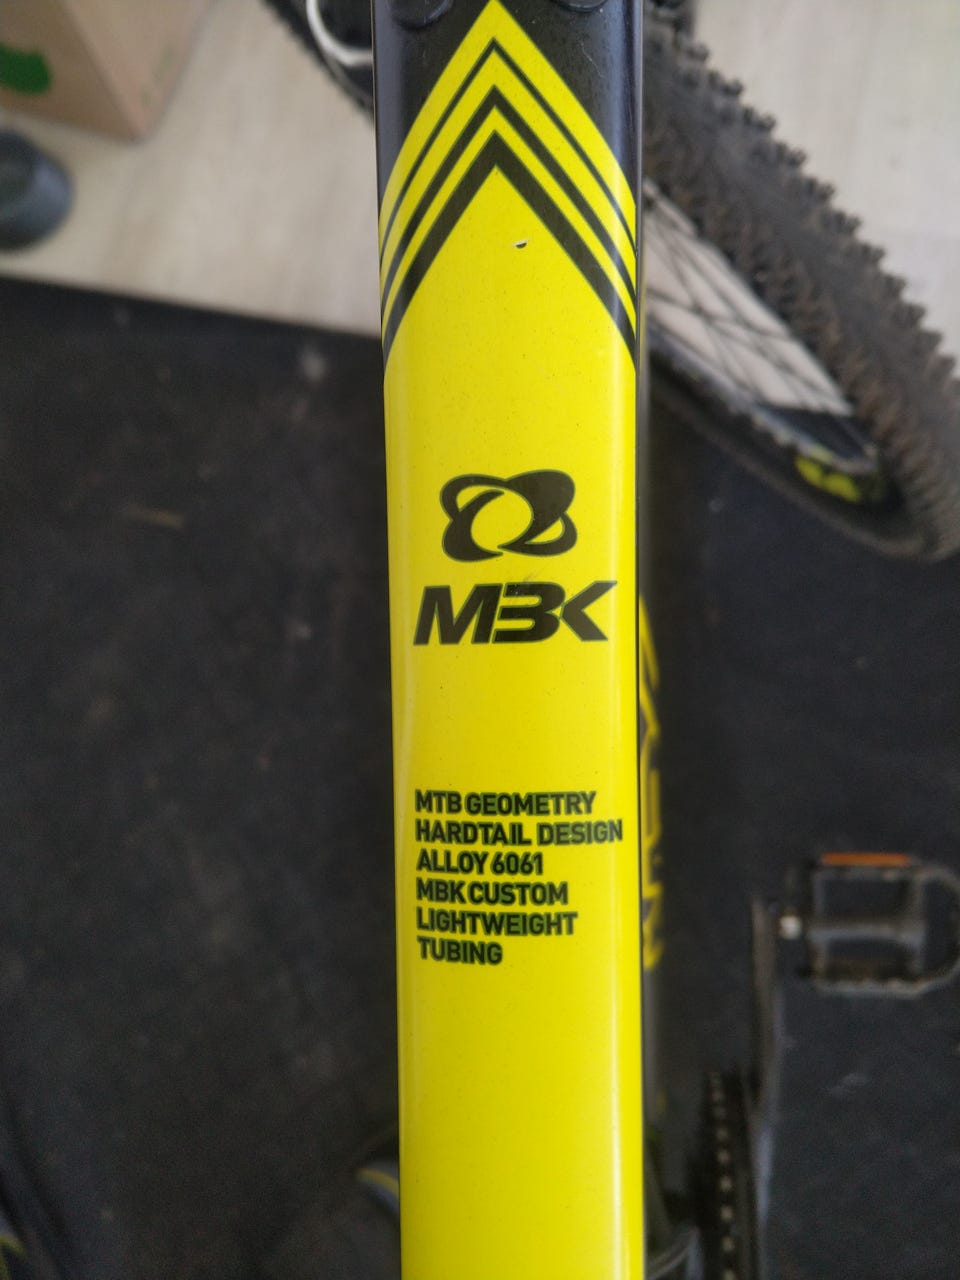 MBK
MTB GEOMETRY
HARDTAIL DESIGN
ALLOY 6061
MBK CUSTOM
LIGHTWEIGHT
TUBING